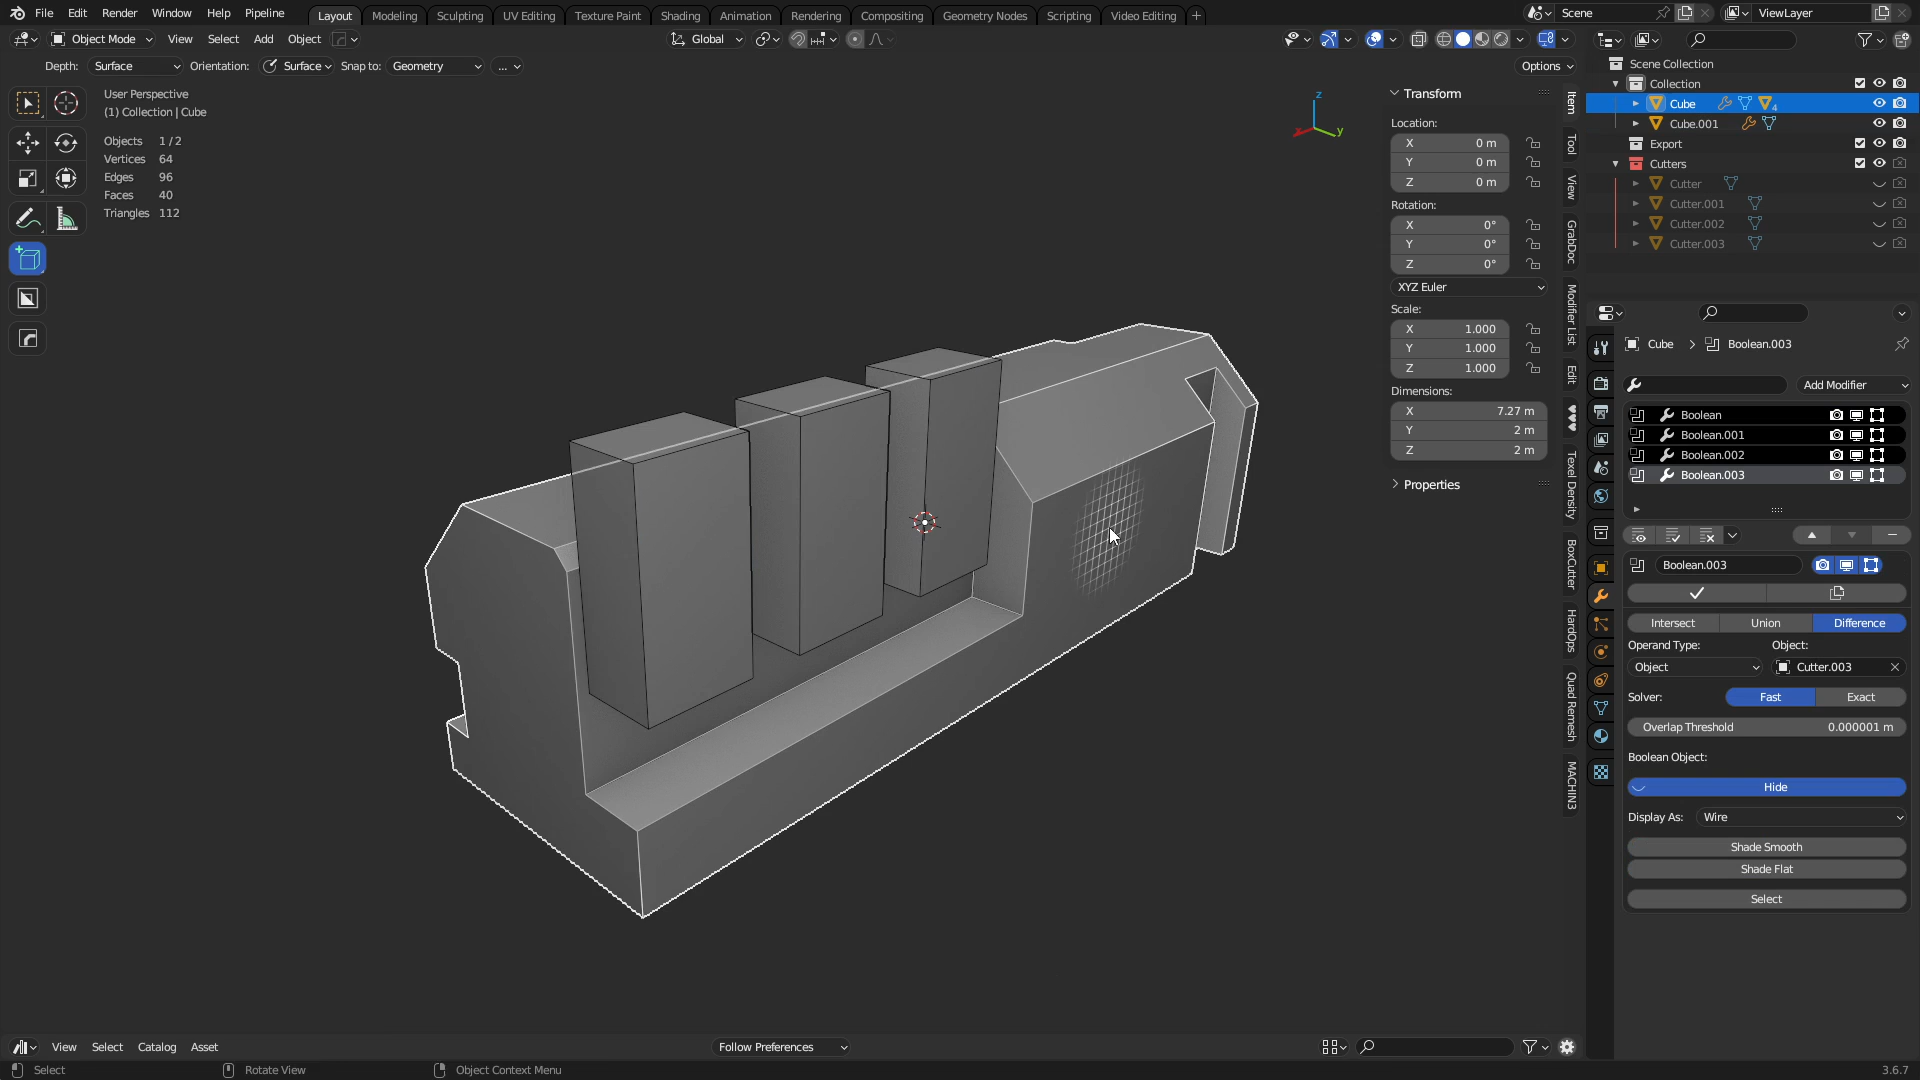 File Edit Render Window Help Pipeline Layout Modeling Sculpting UV Editing Texture Paint Shading Animation Rendering Compositing Geometry Nodes Scripting Video Editing + Scene ViewLayer
Object Mode View Select Add Object Global
Depth: Surface Orientation: Surface Snap to: Geometry ... Options
User Perspective
(1) Collection | Cube
Objects 1 / 2
Vertices 64
Edges 96
Faces 40
Triangles 112
z
y
Transform
Location:
X 0 m
Y 0 m
Z 0 m
Rotation:
X 0°
Y 0°
Z 0°
XYZ Euler
Scale:
X 1.000
Y 1.000
Z 1.000
Dimensions:
X 7.27 m
Y 2 m
Z 2 m
Properties
Item
Tool
View
GrabDoc
Modifier List
Edit
♥♥♥
Texel Density
BoxCutter
HardOps
Quad Remesh
MACHIN3
Scene Collection
Collection
Cube 4
Cube.001
Export
Cutters
Cutter
Cutter.001
Cutter.002
Cutter.003
Cube > Boolean.003
Add Modifier
Boolean
Boolean.001
Boolean.002
Boolean.003
Boolean.003
Intersect Union Difference
Operand Type: Object:
Object Cutter.003
Solver: Fast Exact
Overlap Threshold 0.000001 m
Boolean Object:
Hide
Display As: Wire
Shade Smooth
Shade Flat
Select
View Select Catalog Asset Follow Preferences
Select Rotate View Object Context Menu 3.6.7